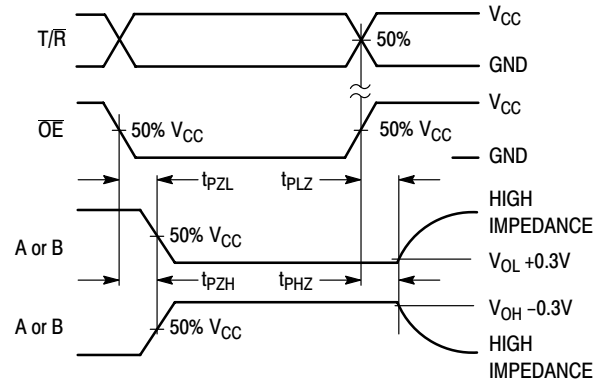 T/R̅ 50% V_CC
GND
O̅E̅ 50% V_CC 50% V_CC V_CC
GND
t_PZL t_PLZ
HIGH IMPEDANCE
A or B 50% V_CC
V_OL +0.3V
t_PZH t_PHZ
V_OH –0.3V
A or B 50% V_CC
HIGH IMPEDANCE